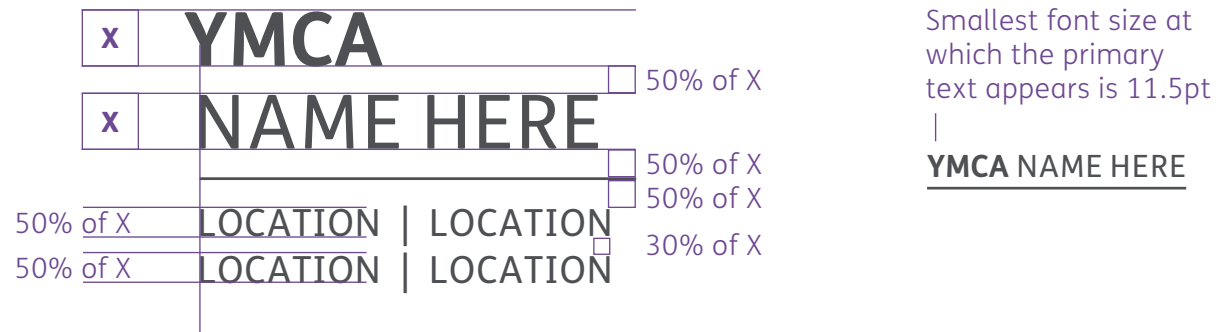 X
YMCA
50% of X
X
NAME HERE
50% of X
50% of X
50% of X
LOCATION | LOCATION
30% of X
50% of X
LOCATION | LOCATION
Smallest font size at
which the primary
text appears is 11.5pt
YMCA NAME HERE